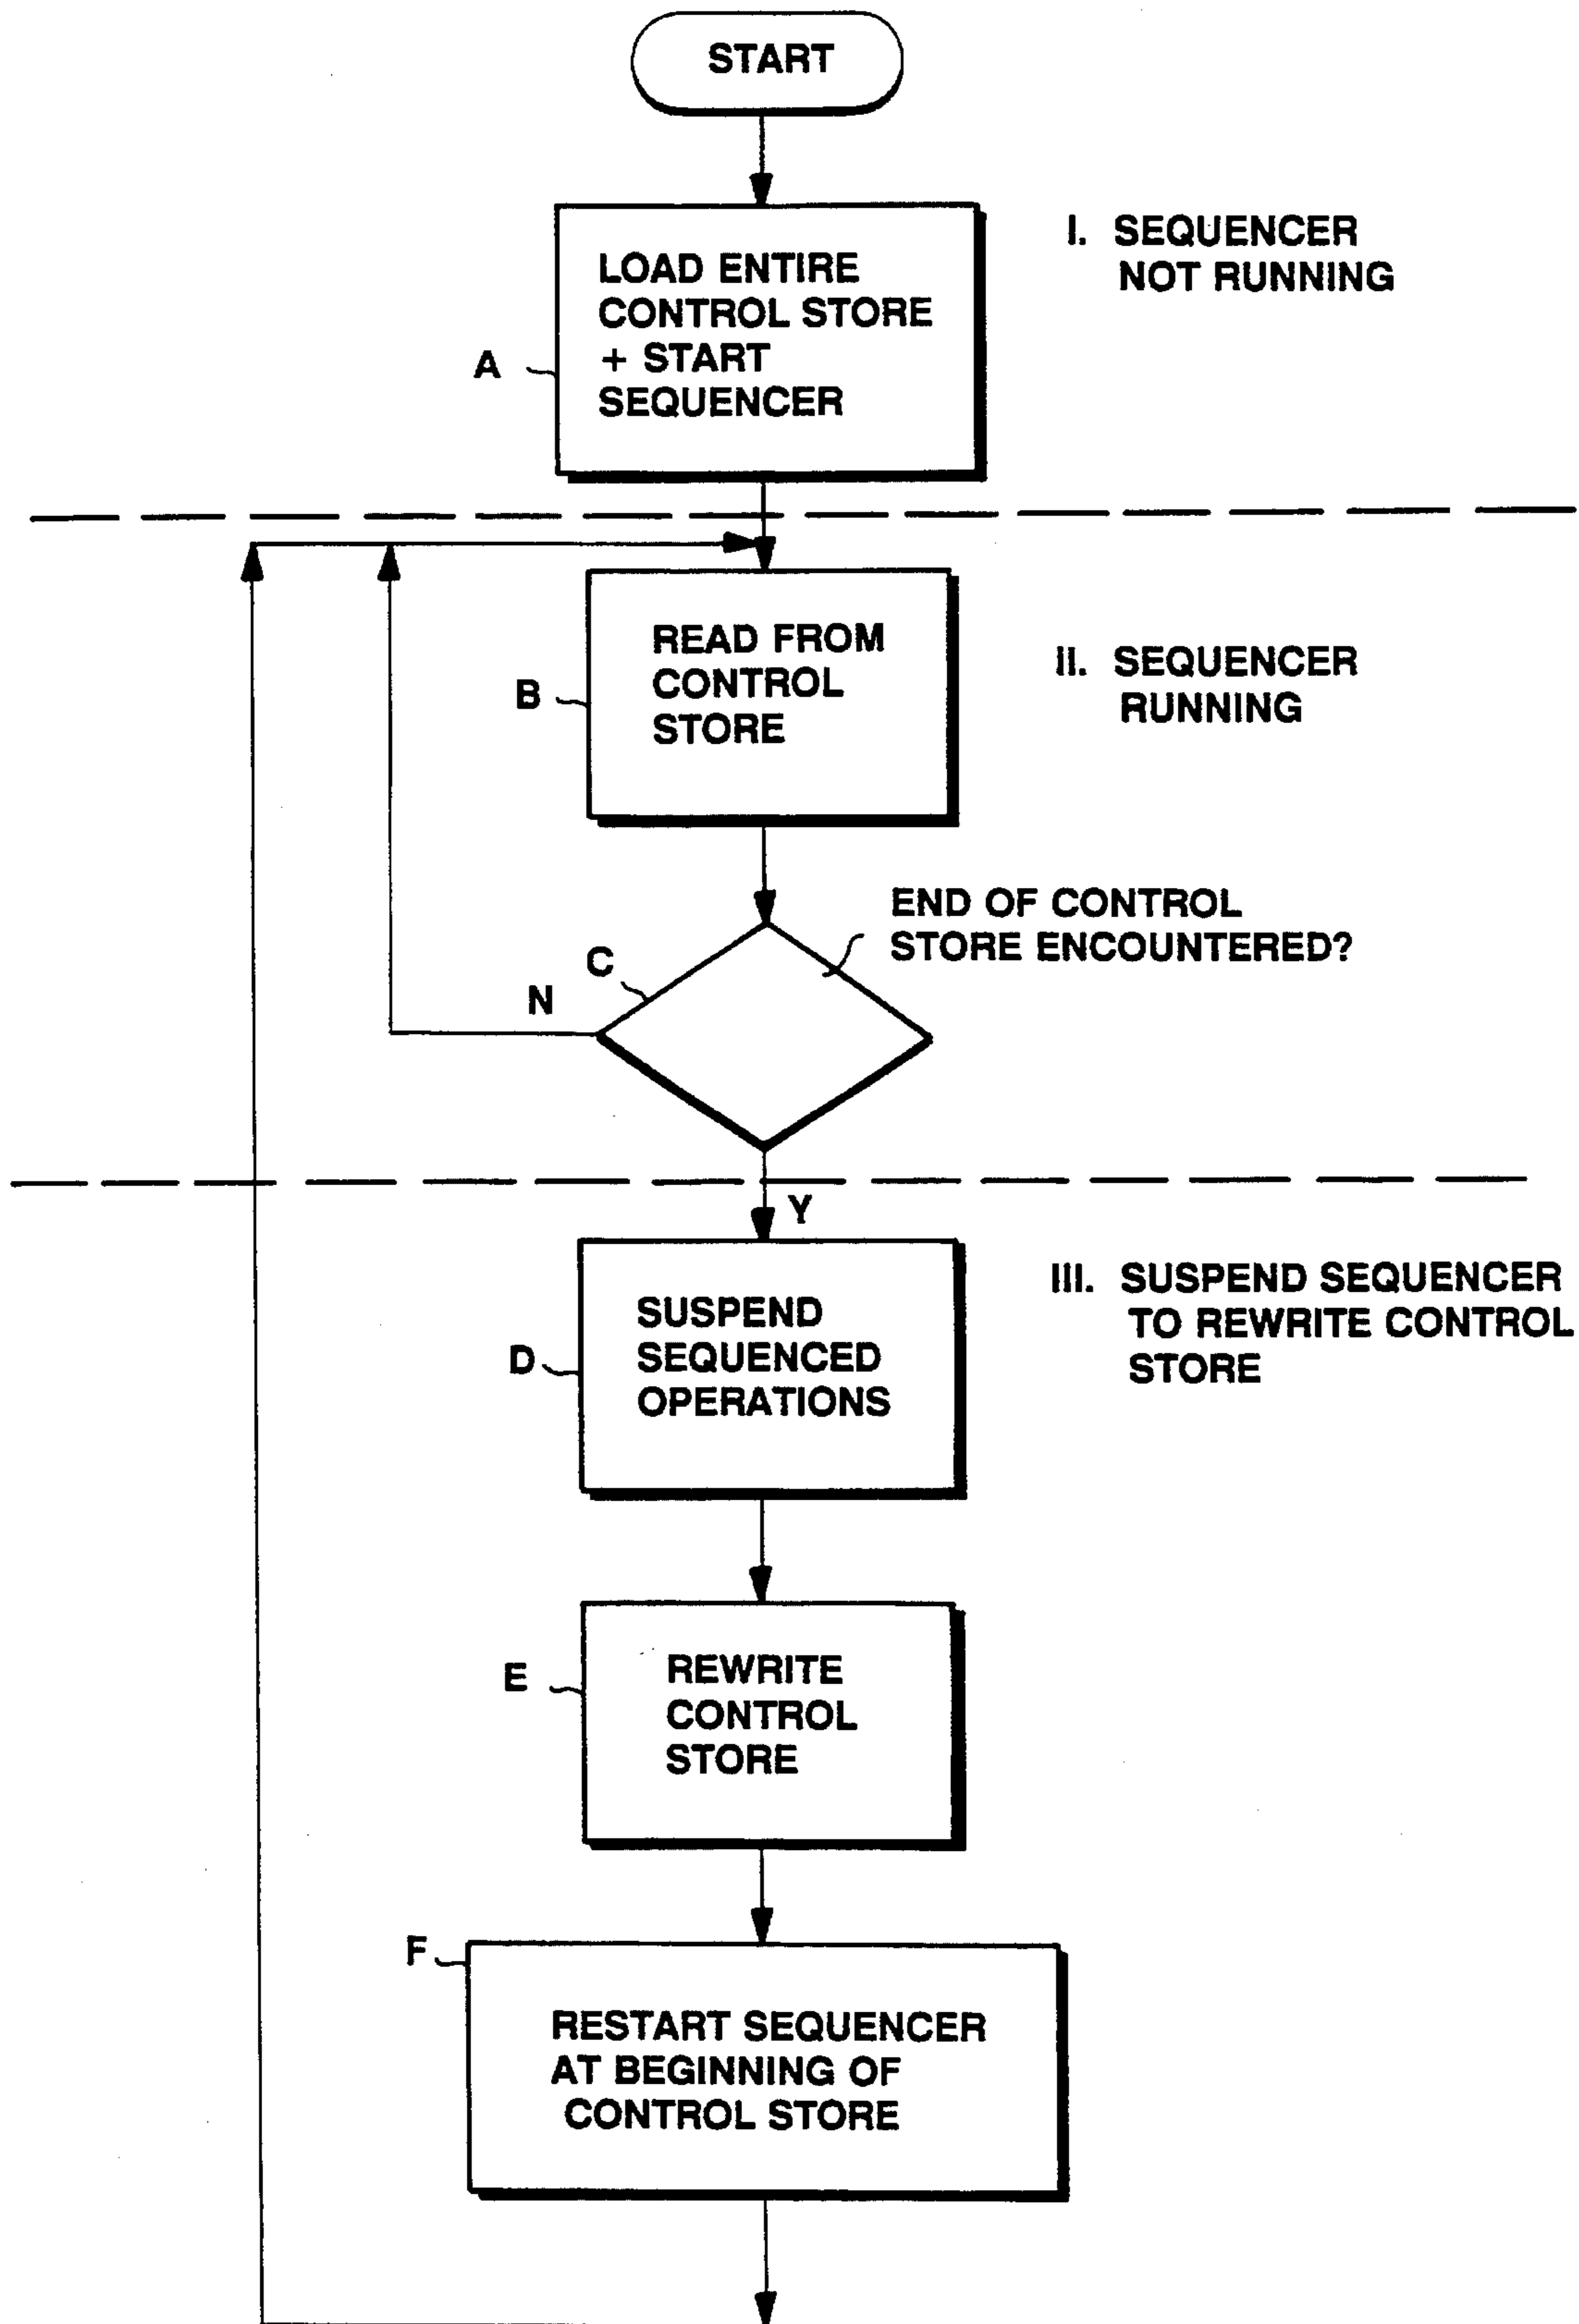 START
I. SEQUENCER
NOT RUNNING
LOAD ENTIRE
CONTROL STORE
+ START
SEQUENCER
A
READ FROM
CONTROL
STORE
B
II. SEQUENCER
RUNNING
END OF CONTROL
STORE ENCOUNTERED?
C
N
Y
SUSPEND
SEQUENCED
OPERATIONS
D
III. SUSPEND SEQUENCER
TO REWRITE CONTROL
STORE
E
REWRITE
CONTROL
STORE
F
RESTART SEQUENCER
AT BEGINNING OF
CONTROL STORE